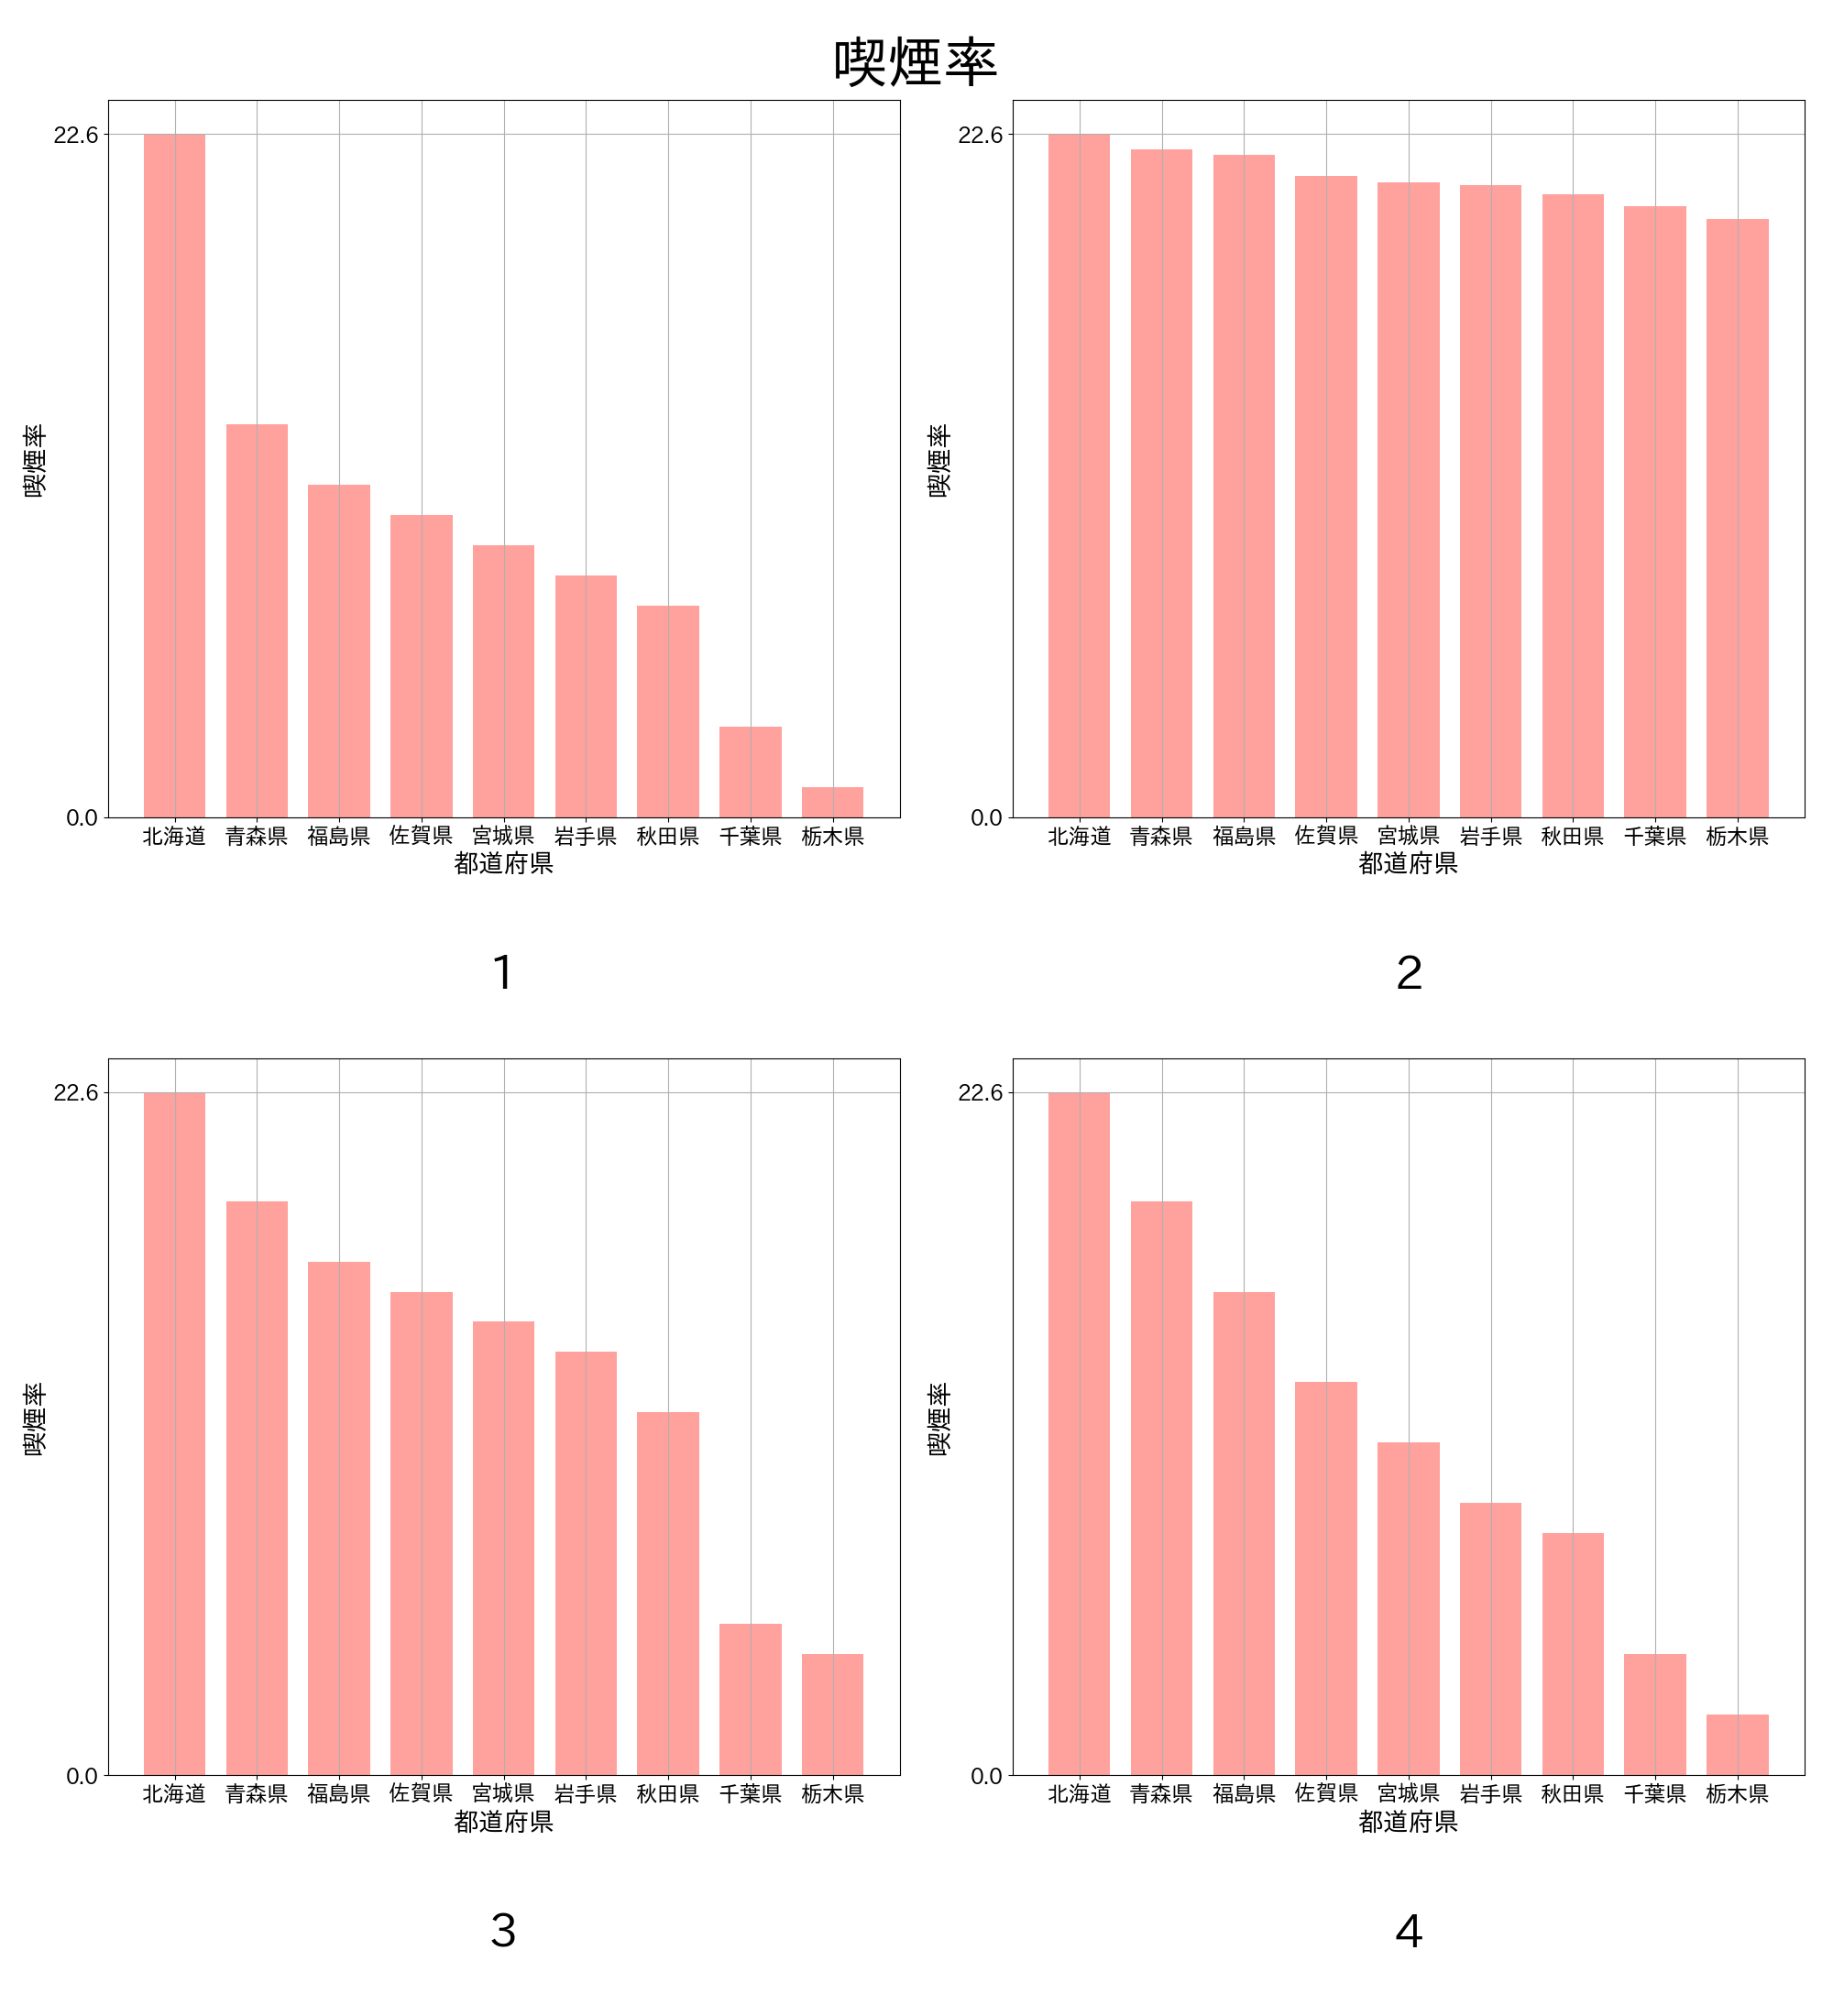 喫煙率
22.6
喫煙率
0.0
北海道 青森県 福島県 佐賀県 宮城県 岩手県 秋田県 千葉県 栃木県
都道府県
1
22.6
喫煙率
0.0
北海道 青森県 福島県 佐賀県 宮城県 岩手県 秋田県 千葉県 栃木県
都道府県
2
22.6
喫煙率
0.0
北海道 青森県 福島県 佐賀県 宮城県 岩手県 秋田県 千葉県 栃木県
都道府県
3
22.6
喫煙率
0.0
北海道 青森県 福島県 佐賀県 宮城県 岩手県 秋田県 千葉県 栃木県
都道府県
4